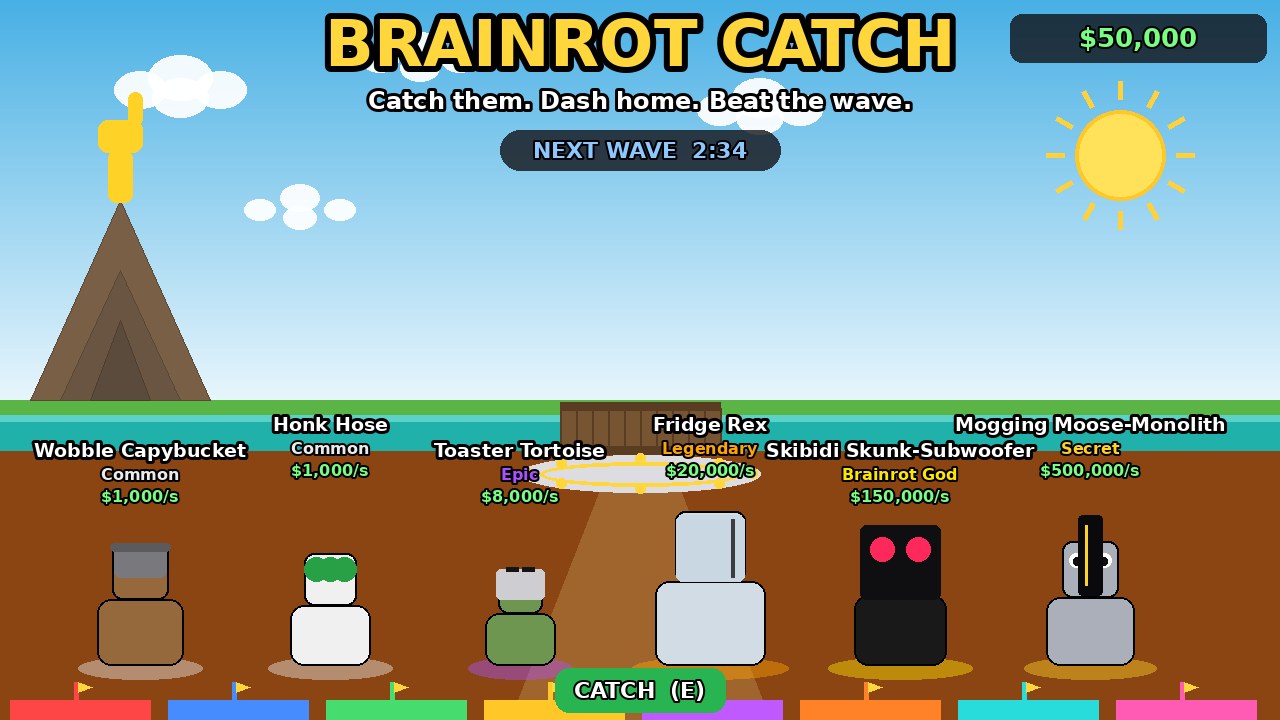 BRAINROT CATCH
$50,000
Catch them. Dash home. Beat the wave.
NEXT WAVE 2:34
Wobble Capybucket
Common
$1,000/s
Honk Hose
Common
$1,000/s
Toaster Tortoise
Epic
$8,000/s
Fridge Rex
Legendary
$20,000/s
Skibidi Skunk-Subwoofer
Brainrot God
$150,000/s
Mogging Moose-Monolith
Secret
$500,000/s
CATCH (E)